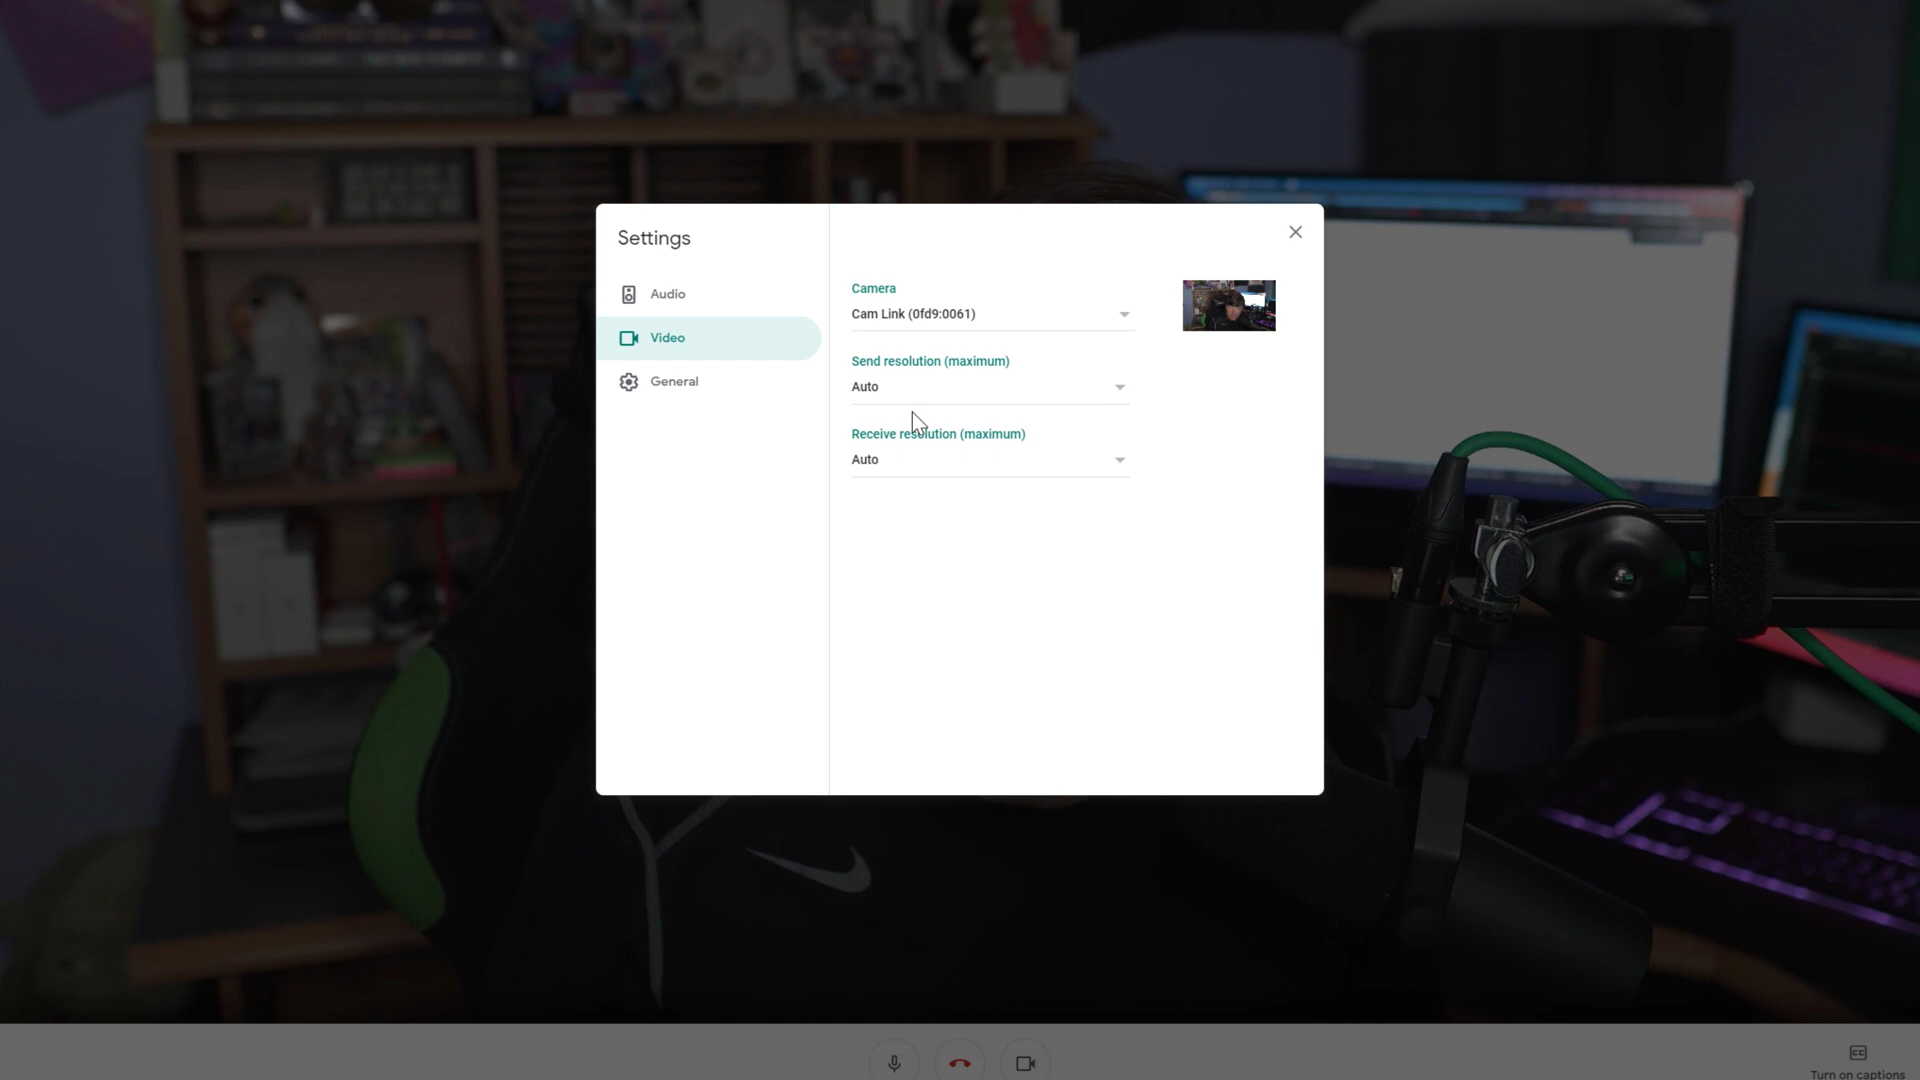 Settings
Audio
Video
General
Camera
Cam Link (0fd9:0061)
Send resolution (maximum)
Auto
Receive resolution (maximum)
Auto
Turn on captions